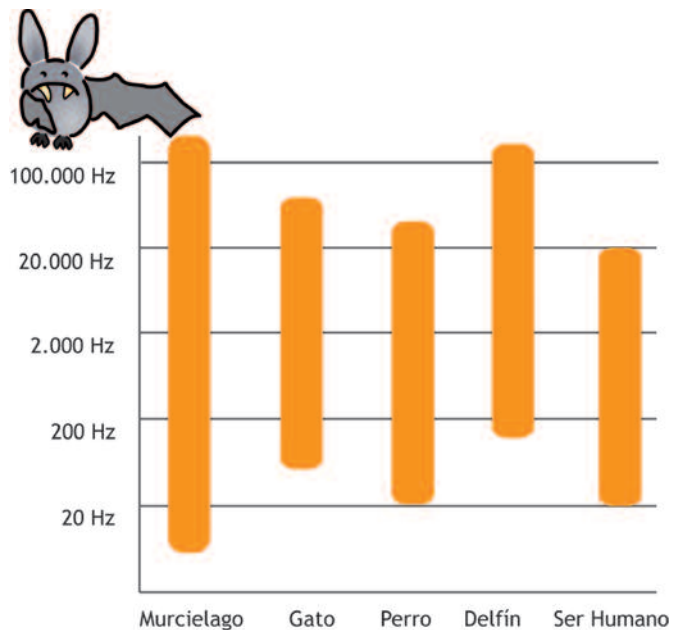 100.000 Hz
20.000 Hz
2.000 Hz
200 Hz
20 Hz
Murcielago Gato Perro Delfín Ser Humano